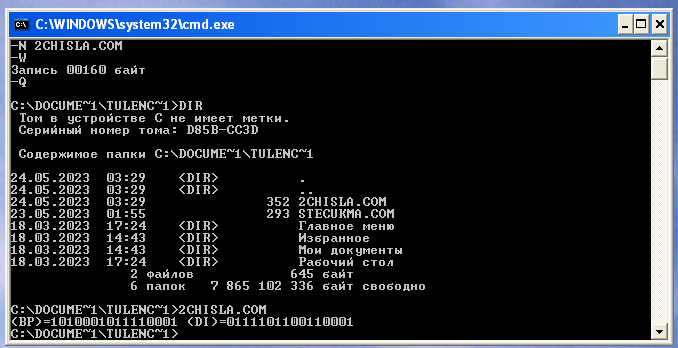 C:\WINDOWS\system32\cmd.exe
-N 2CHISLA.COM
-W
Запись 00160 байт
-Q
C:\DOCUME~1\TULENC~1>DIR
Том в устройстве C не имеет метки.
Серийный номер тома: D85B-CC3D
Содержимое папки C:\DOCUME~1\TULENC~1
24.05.2023  03:29    <DIR>          .
24.05.2023  03:29    <DIR>          ..
24.05.2023  03:29               352 2CHISLA.COM
23.05.2023  01:55               293 STECUKMA.COM
18.03.2023  17:24    <DIR>          Главное меню
18.03.2023  14:43    <DIR>          Избранное
18.03.2023  14:43    <DIR>          Мои документы
18.03.2023  17:24    <DIR>          Рабочий стол
2 файлов            645 байт
6 папок   7 865 102 336 байт свободно
C:\DOCUME~1\TULENC~1>2CHISLA.COM
(BP)=1010001011110001 (DI)=0111101100110001
C:\DOCUME~1\TULENC~1>